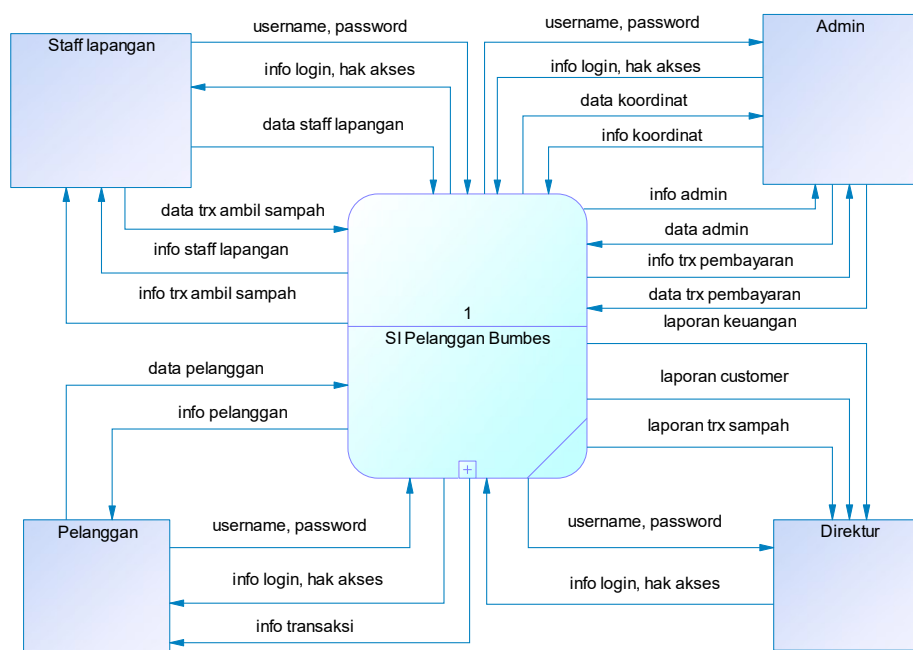 Staff lapangan
username, password
info login, hak akses
data staff lapangan
data trx ambil sampah
info staff lapangan
info trx ambil sampah
username, password
Admin
info login, hak akses
data koordinat
info koordinat
info admin
data admin
info trx pembayaran
data trx pembayaran
1
SI Pelanggan Bumbes
laporan keuangan
laporan customer
laporan trx sampah
data pelanggan
info pelanggan
Pelanggan
username, password
info login, hak akses
info transaksi
username, password
Direktur
info login, hak akses